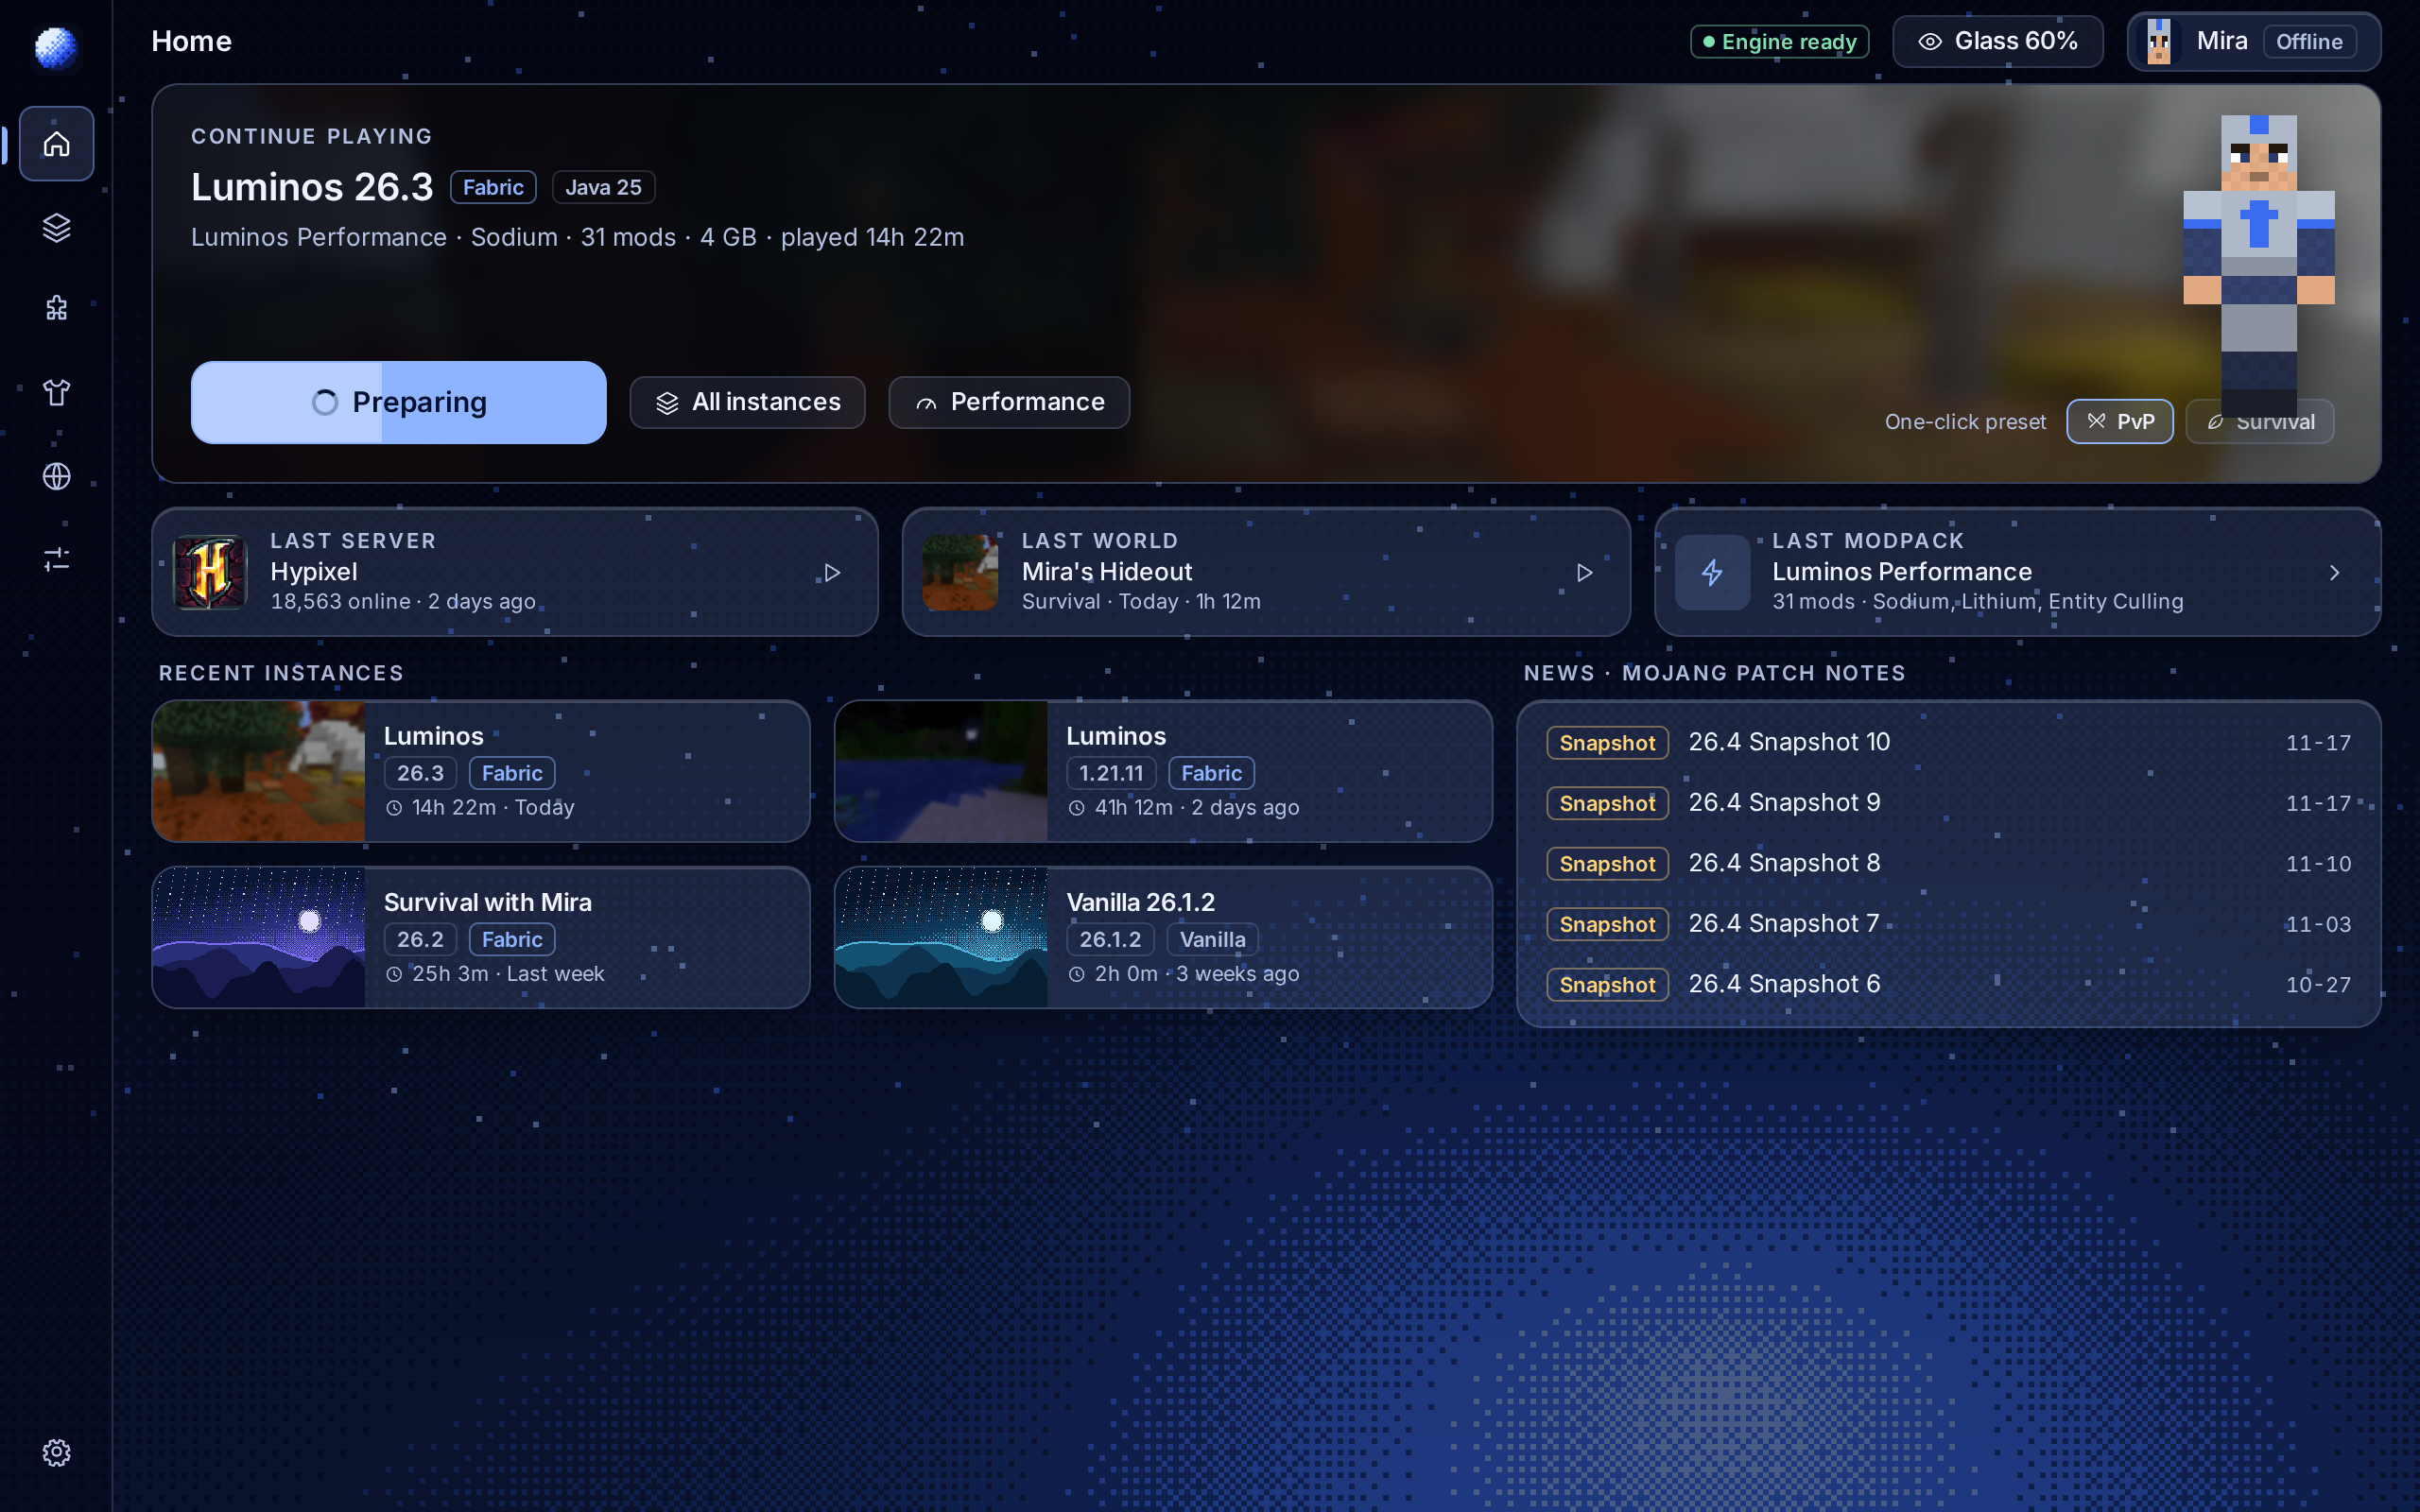 Home
Engine ready
Glass 60%
Mira
Offline
CONTINUE PLAYING
Luminos 26.3
Fabric
Java 25
Luminos Performance · Sodium · 31 mods · 4 GB · played 14h 22m
Preparing
All instances
Performance
One-click preset
PvP
Survival
LAST SERVER
Hypixel
18,563 online · 2 days ago
LAST WORLD
Mira's Hideout
Survival · Today · 1h 12m
LAST MODPACK
Luminos Performance
31 mods · Sodium, Lithium, Entity Culling
RECENT INSTANCES
Luminos
26.3
Fabric
14h 22m · Today
Luminos
1.21.11
Fabric
41h 12m · 2 days ago
Survival with Mira
26.2
Fabric
25h 3m · Last week
Vanilla 26.1.2
26.1.2
Vanilla
2h 0m · 3 weeks ago
NEWS · MOJANG PATCH NOTES
Snapshot
26.4 Snapshot 10
11-17
Snapshot
26.4 Snapshot 9
11-17
Snapshot
26.4 Snapshot 8
11-10
Snapshot
26.4 Snapshot 7
11-03
Snapshot
26.4 Snapshot 6
10-27